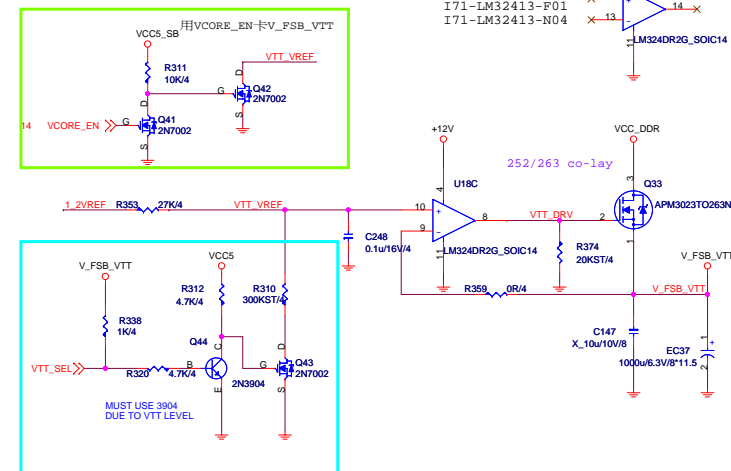 I71-LM32413-F01
I71-LM32413-N04
13
14
11
LM324DR2G_SOIC14
用VCORE_EN卡V_FSB_VTT
VCC5_SB
R311
10K/4
VTT_VREF
D
G
S
Q42
2N7002
14 VCORE_EN
G
D
S
Q41
2N7002
+12V
VCC_DDR
252/263 co-lay
1_2VREF
R353
27K/4
VTT_VREF
C248
0.1u/16V/4
4
U18C
10
9
8
11
LM324DR2G_SOIC14
VTT_DRV
R374
20KST/4
3
2
1
Q33
APM3023TO263N
R359
0R/4
V_FSB_VTT
V_FSB_VTT
C147
X_10u/10V/8
1
2
EC37
1000u/6.3V/8*11.5
V_FSB_VTT
VCC5
R338
1K/4
R312
4.7K/4
R310
300KST/4
VTT_SEL
R320
4.7K/4
Q44
B
C
E
2N3904
G
D
S
Q43
2N7002
MUST USE 3904
DUE TO VTT LEVEL